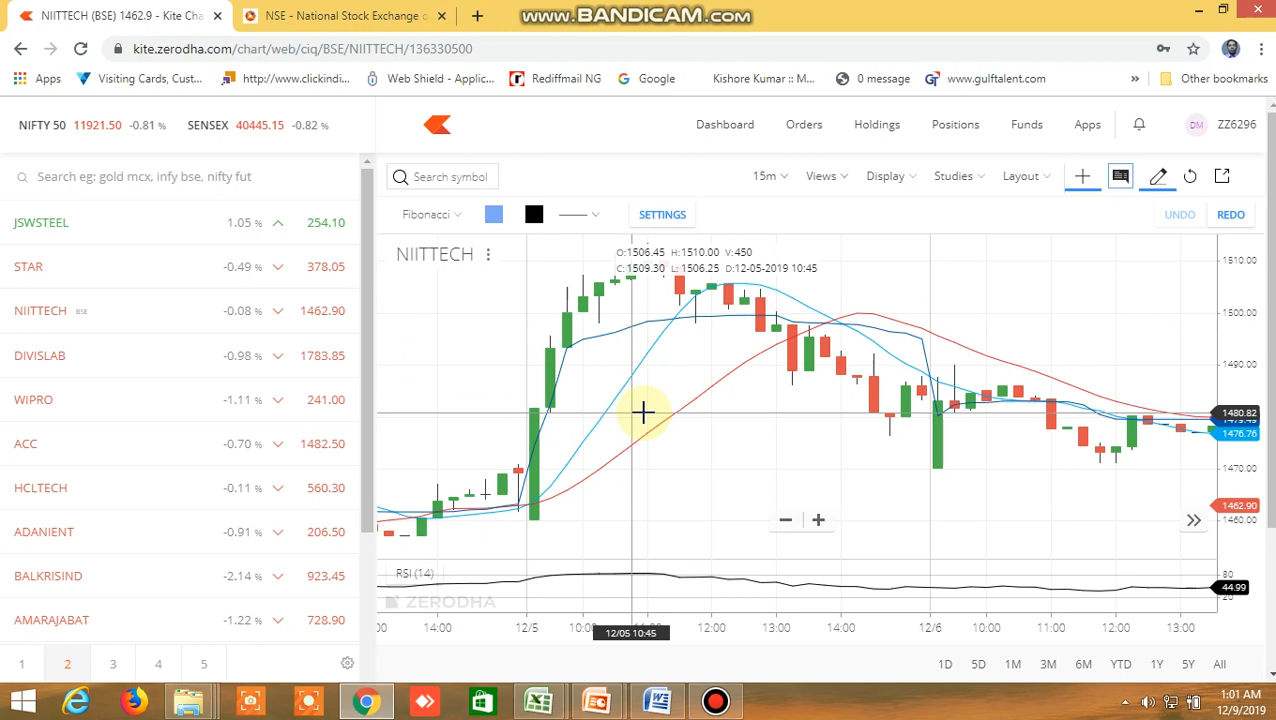 NIITTECH (BSE) 1462.9 - Kite Cha
NSE - National Stock Exchange o
www.BANDICAM.com
kite.zerodha.com/chart/web/ciq/BSE/NIITTECH/136330500
Apps
Visiting Cards, Cust...
http://www.clickindi...
Web Shield - Applic...
Rediffmail NG
Google
Kishore Kumar :: M...
0 message
www.gulftalent.com
»
Other bookmarks
NIFTY 50 11921.50 -0.81 %
SENSEX 40445.15 -0.82 %
Dashboard
Orders
Holdings
Positions
Funds
Apps
DM
ZZ6296
Search eg: gold mcx, infy bse, nifty fut
Search symbol
15m
Views
Display
Studies
Layout
Fibonacci
SETTINGS
UNDO
REDO
JSWSTEEL 1.05 % 254.10
STAR -0.49 % 378.05
NIITTECH BSE -0.08 % 1462.90
DIVISLAB -0.98 % 1783.85
WIPRO -1.11 % 241.00
ACC -0.70 % 1482.50
HCLTECH -0.11 % 560.30
ADANIENT -0.91 % 206.50
BALKRISIND -2.14 % 923.45
AMARAJABAT -1.22 % 728.90
1 2 3 4 5
NIITTECH
O:1506.45 H:1510.00 V:450
C:1509.30 L:1506.25 D:12-05-2019 10:45
1510.00
1500.00
1490.00
1480.82
1476.76
1470.00
1462.90
1460.00
RSI (14)
80
44.99
20
ZERODHA
:00 14:00 12/5 10:00 12:00 13:00 14:00 12/6 10:00 11:00 12:00 13:00
12/05 10:45
1D 5D 1M 3M 6M YTD 1Y 5Y All
1:01 AM
12/9/2019